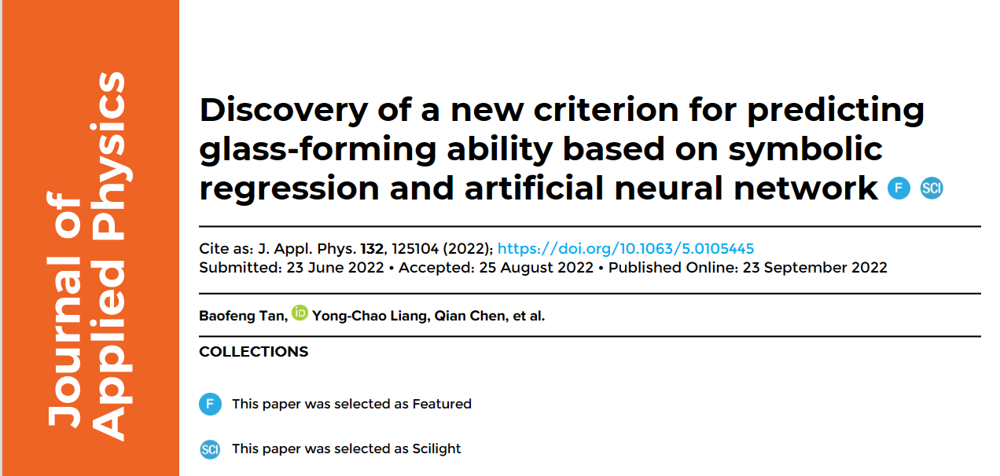 Journal of
Applied Physics
Discovery of a new criterion for predicting
glass-forming ability based on symbolic
regression and artificial neural network F SCI
Cite as: J. Appl. Phys. 132, 125104 (2022); https://doi.org/10.1063/5.0105445
Submitted: 23 June 2022 • Accepted: 25 August 2022 • Published Online: 23 September 2022
Baofeng Tan, iD Yong-Chao Liang, Qian Chen, et al.
COLLECTIONS
F This paper was selected as Featured
SCI This paper was selected as Scilight